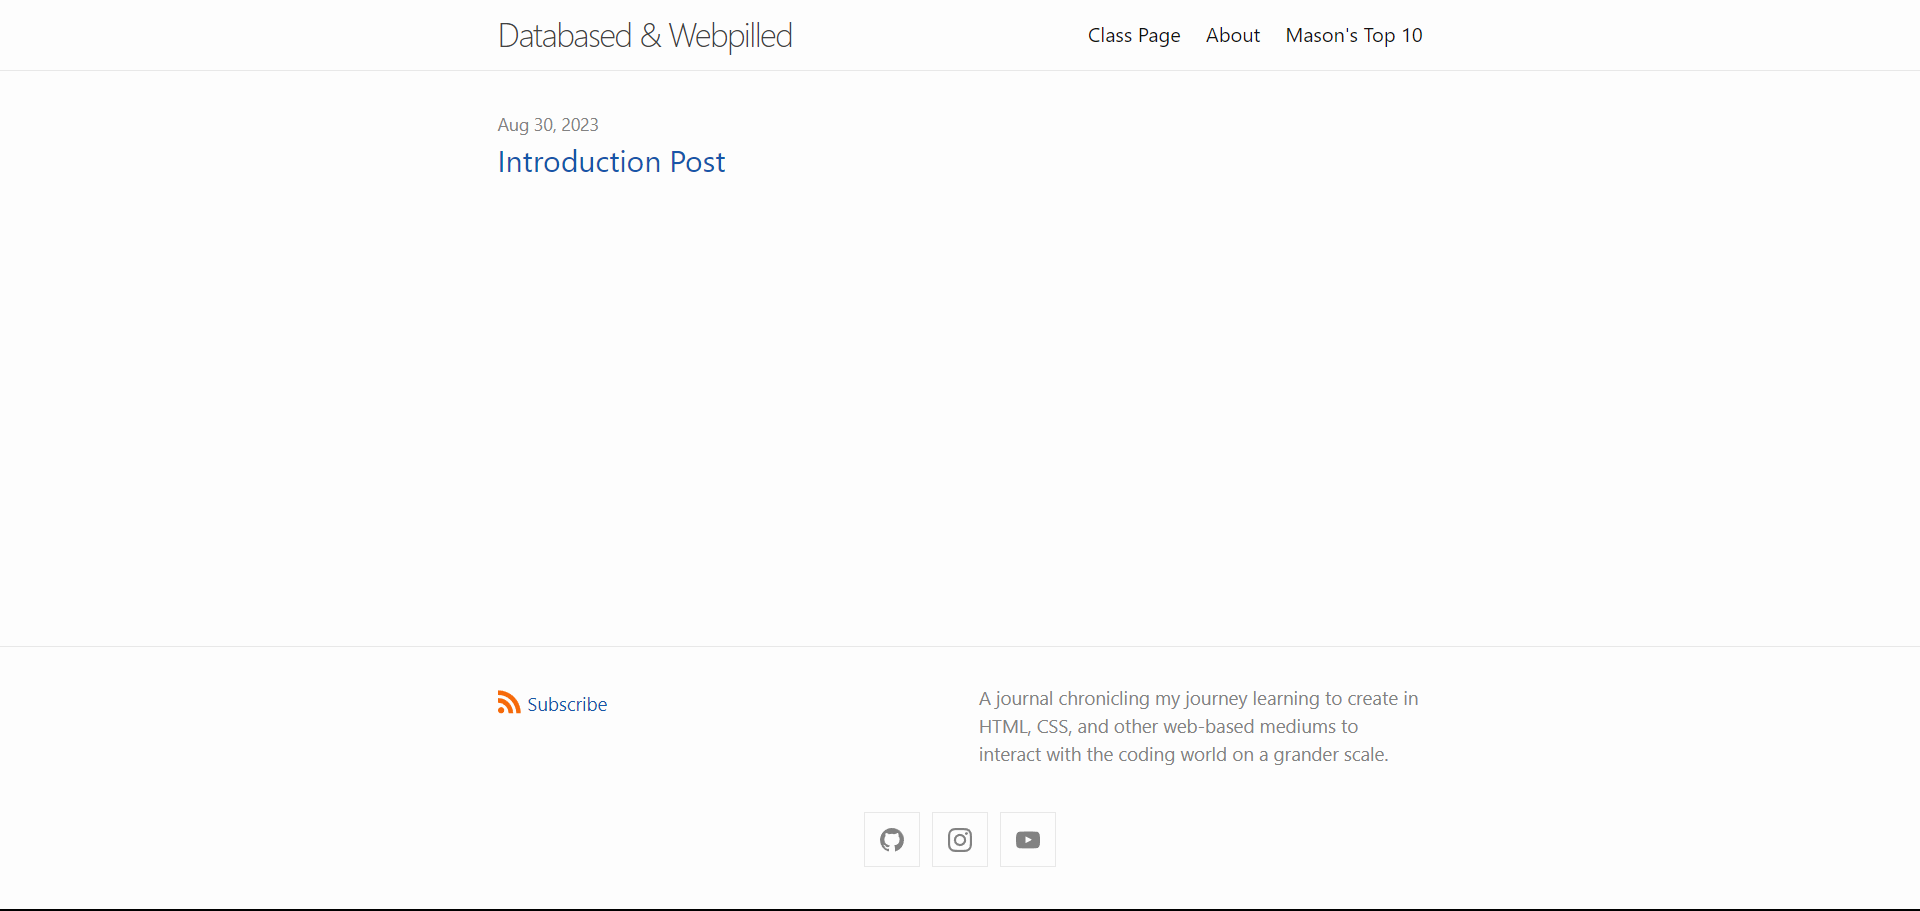 Databased & Webpilled
Class Page About Mason's Top 10
Aug 30, 2023
Introduction Post
Subscribe
A journal chronicling my journey learning to create in
HTML, CSS, and other web-based mediums to
interact with the coding world on a grander scale.